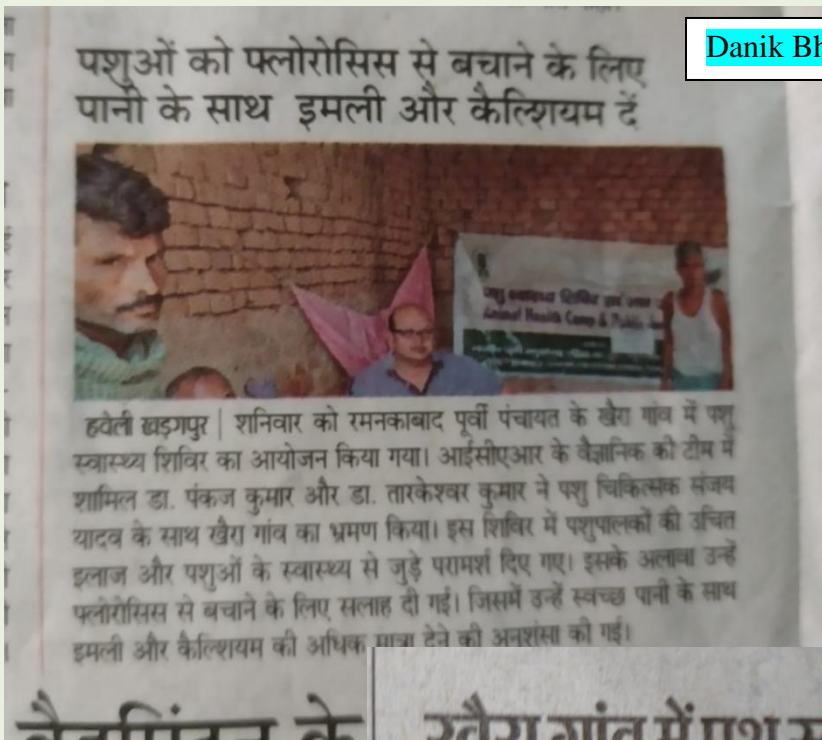 Danik Bh
पशुओं को फ्लोरोसिस से बचाने के लिए
पानी के साथ इमली और कैल्शियम दें
पशु स्वास्थ्य शिविर एवं जन
Animal Health Camp & Public
हवेली खड़गपुर | शनिवार को रमनकाबाद पूर्वी पंचायत के खैरा गांव में पशु
स्वास्थ्य शिविर का आयोजन किया गया। आईसीएआर के वैज्ञानिक की टीम में
शामिल डा. पंकज कुमार और डा. तारकेश्वर कुमार ने पशु चिकित्सक संजय
यादव के साथ खैरा गांव का भ्रमण किया। इस शिविर में पशुपालकों की उचित
इलाज और पशुओं के स्वास्थ्य से जुड़े परामर्श दिए गए। इसके अलावा उन्हें
फ्लोरोसिस से बचाने के लिए सलाह दी गई। जिसमें उन्हें स्वच्छ पानी के साथ
इमली और कैल्शियम की अधिक मात्रा देने की अनुशंसा की गई।
के
खैरा गांव में पशु